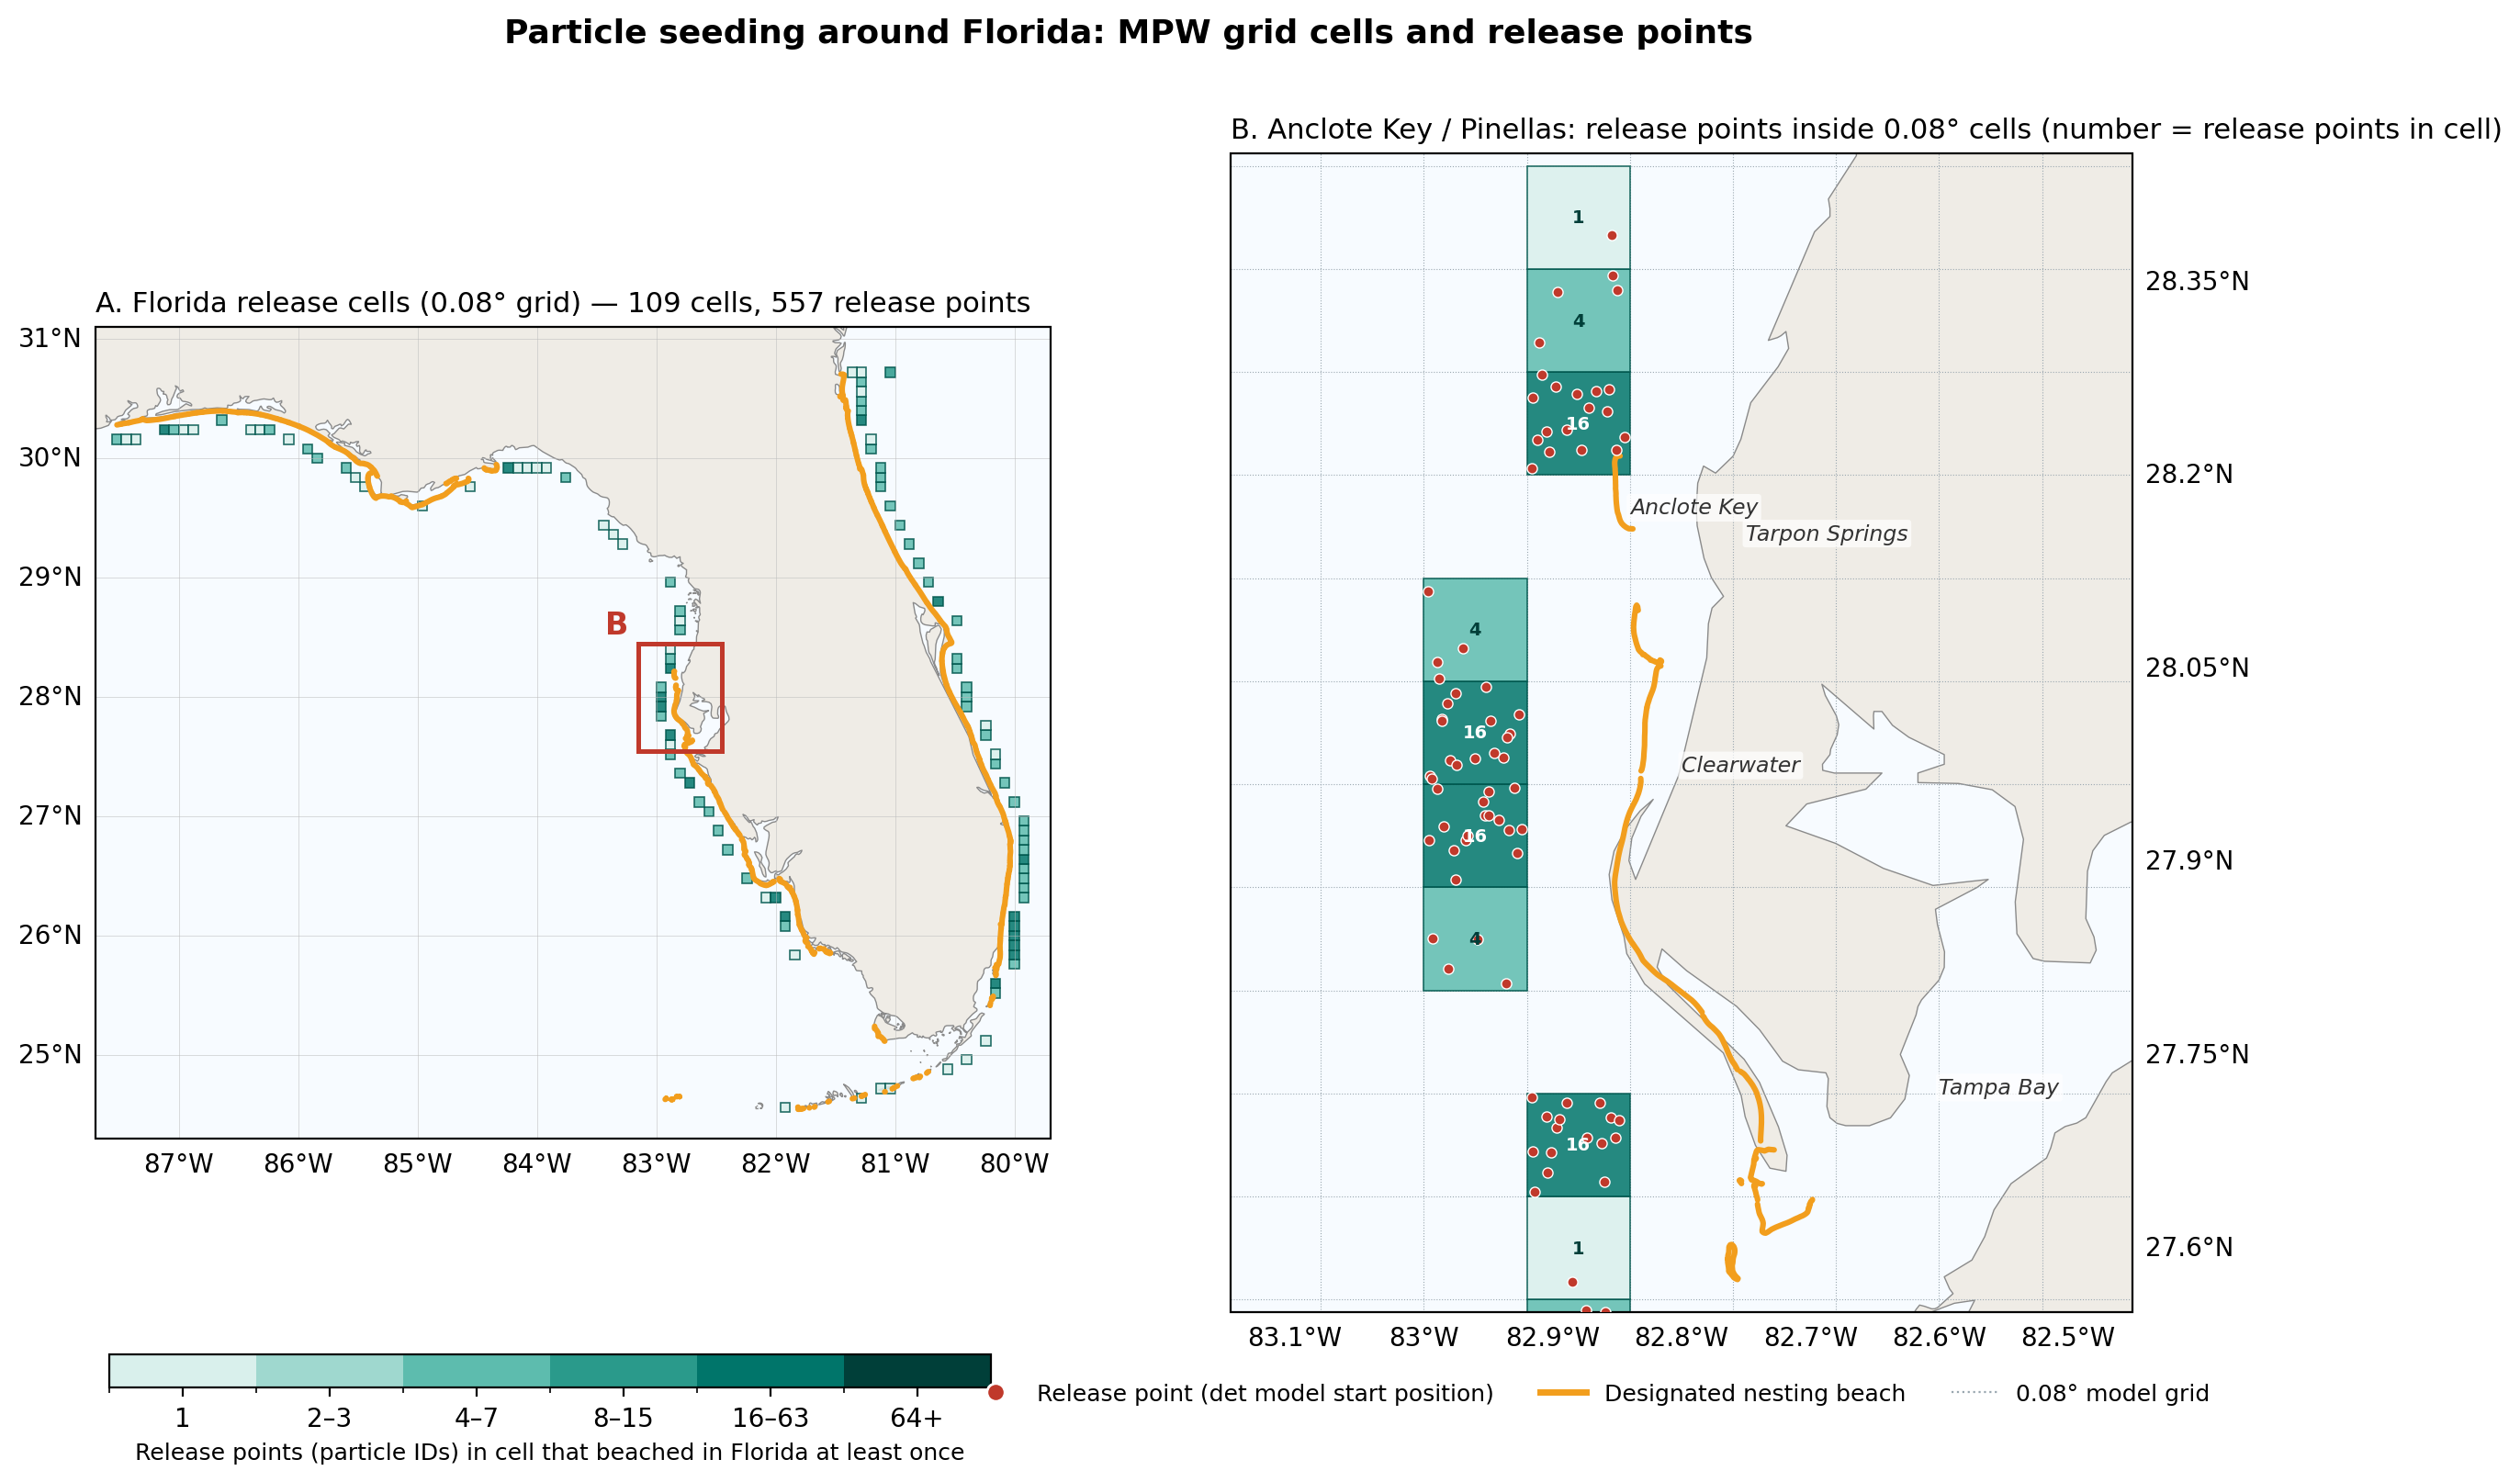 Particle seeding around Florida: MPW grid cells and release points
A. Florida release cells (0.08° grid) — 109 cells, 557 release points
31°N
30°N
29°N
28°N
27°N
26°N
25°N
B
87°W 86°W 85°W 84°W 83°W 82°W 81°W 80°W
B. Anclote Key / Pinellas: release points inside 0.08° cells (number = release points in cell)
1
4
16
Anclote Key
Tarpon Springs
4
16
Clearwater
16
4
Tampa Bay
16
1
28.35°N
28.2°N
28.05°N
27.9°N
27.75°N
27.6°N
83.1°W 83°W 82.9°W 82.8°W 82.7°W 82.6°W 82.5°W
1 2–3 4–7 8–15 16–63 64+
Release points (particle IDs) in cell that beached in Florida at least once
Release point (det model start position)
Designated nesting beach
0.08° model grid